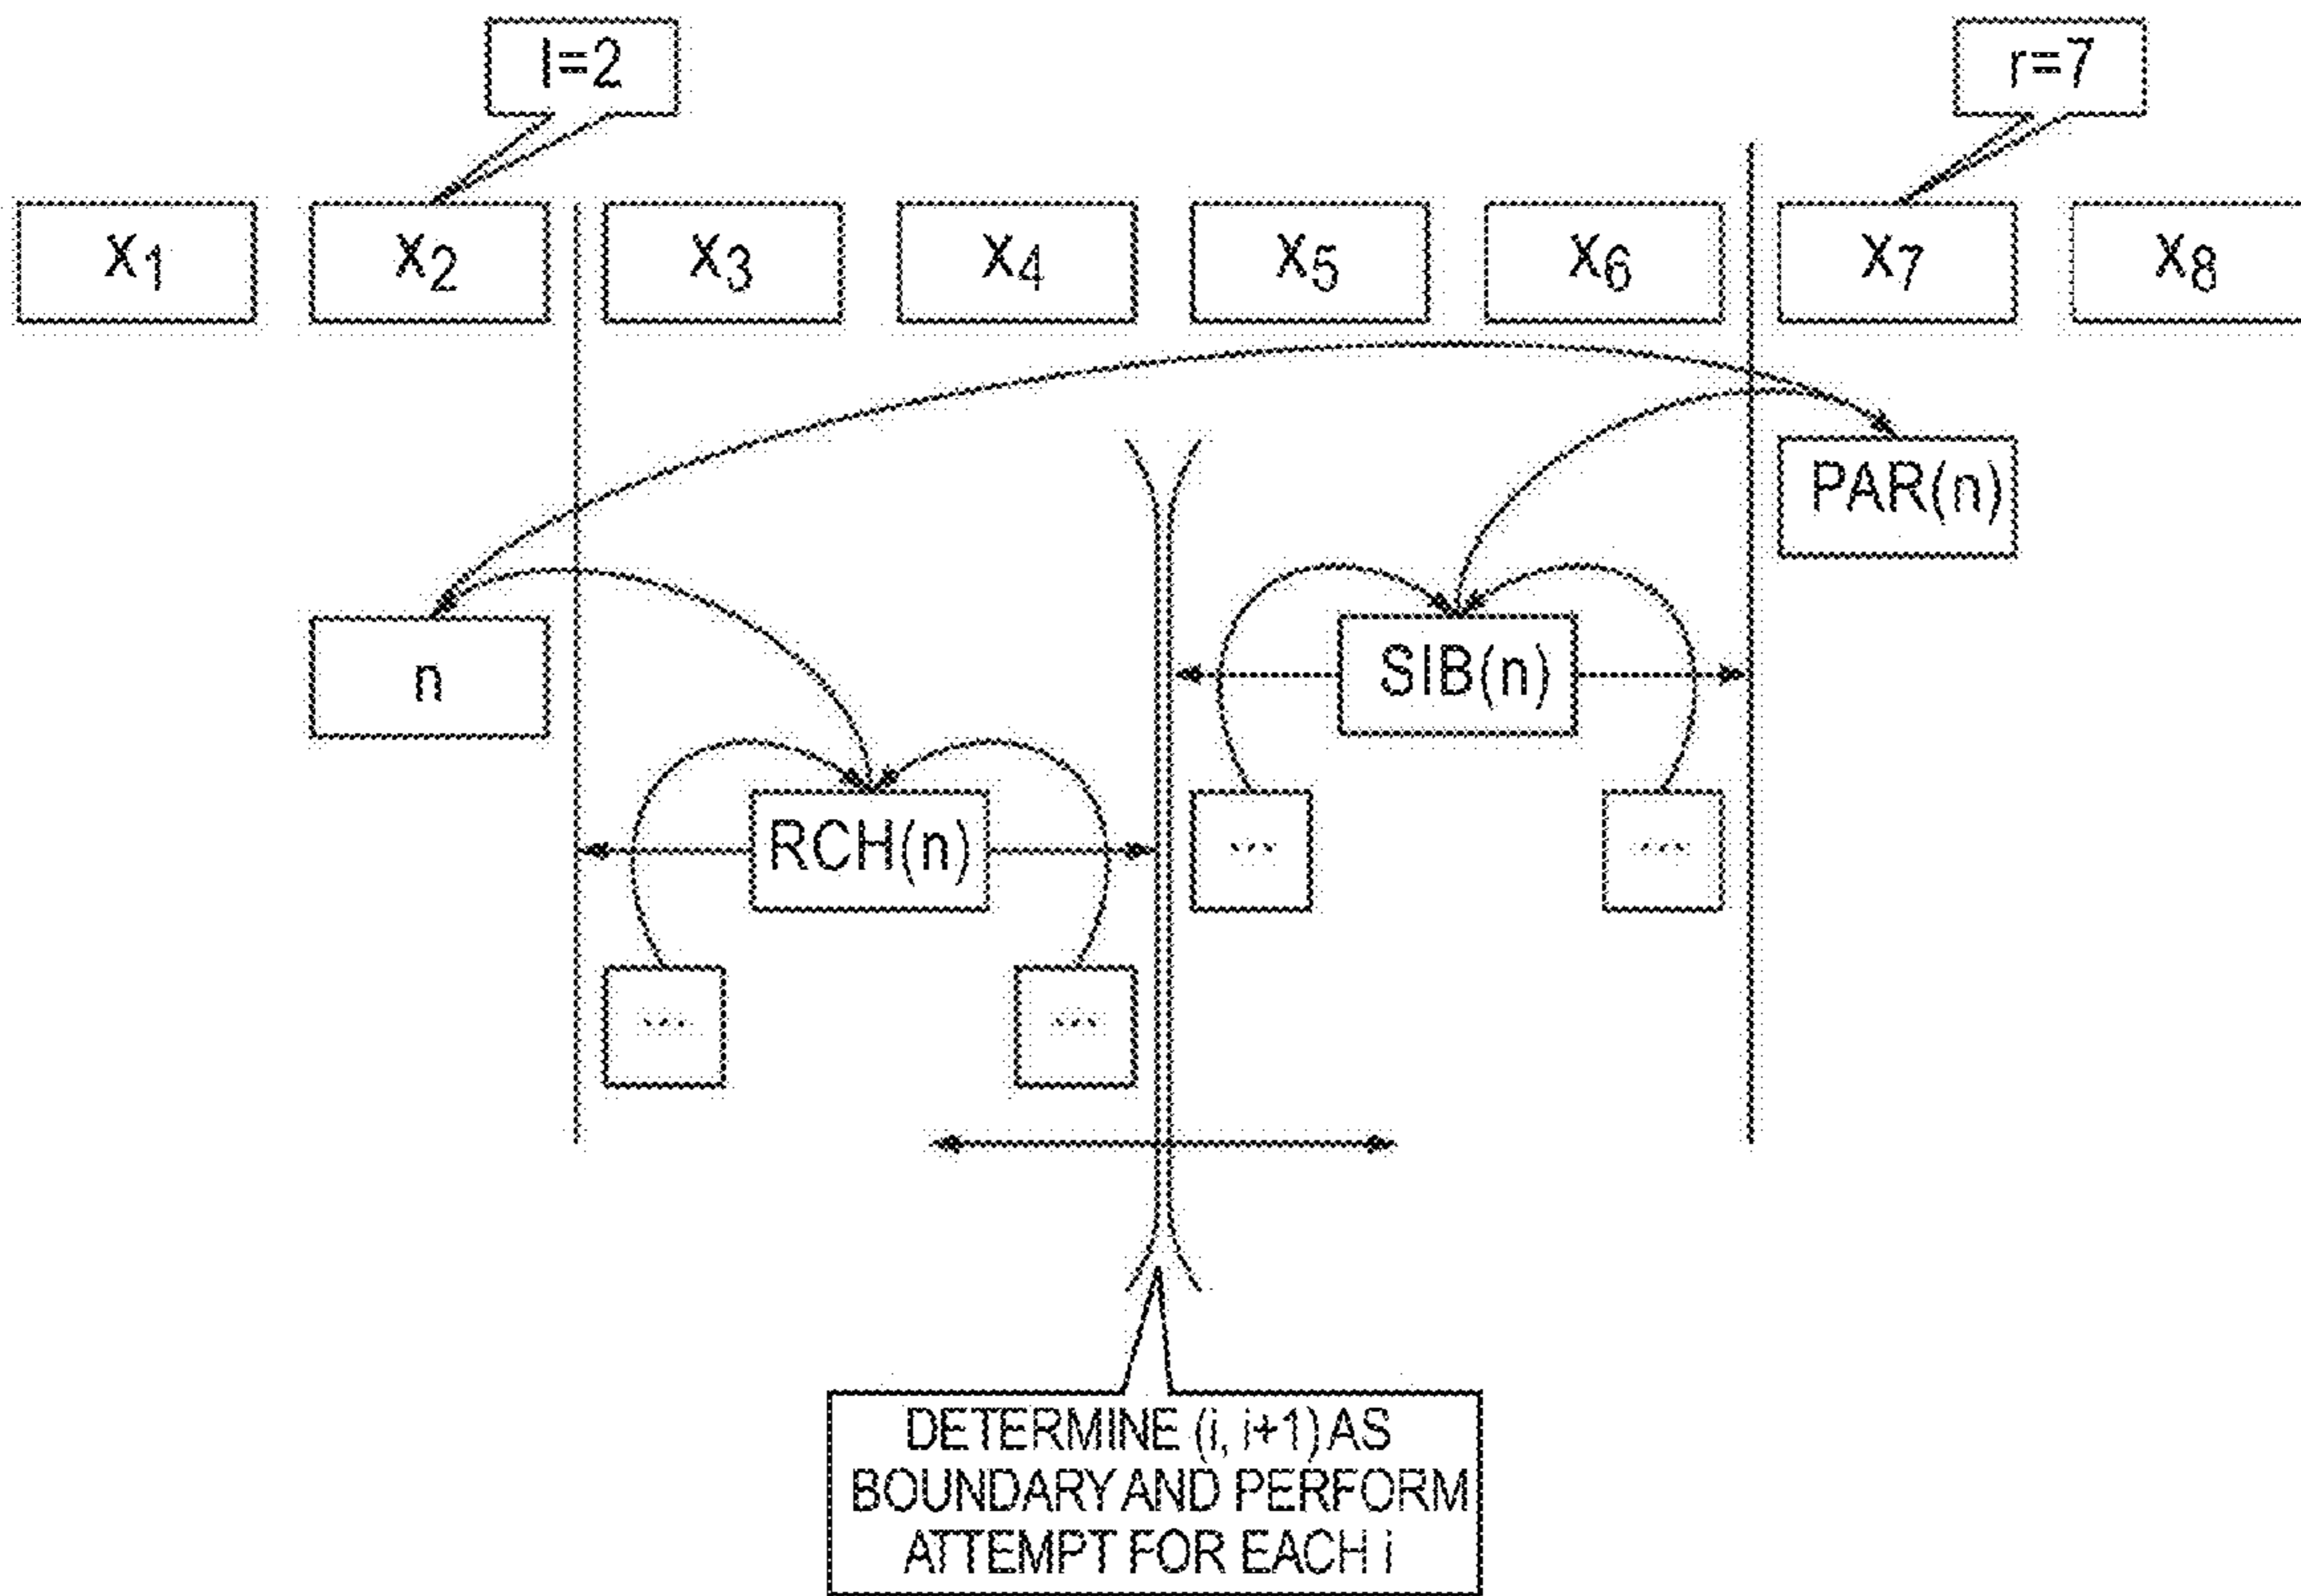 l=2
r=7
X1 X2 X3 X4 X5 X6 X7 X8
PAR(n)
n
SIB(n)
RCH(n)
...
...
...
...
DETERMINE (i, i+1) AS
BOUNDARY AND PERFORM
ATTEMPT FOR EACH i